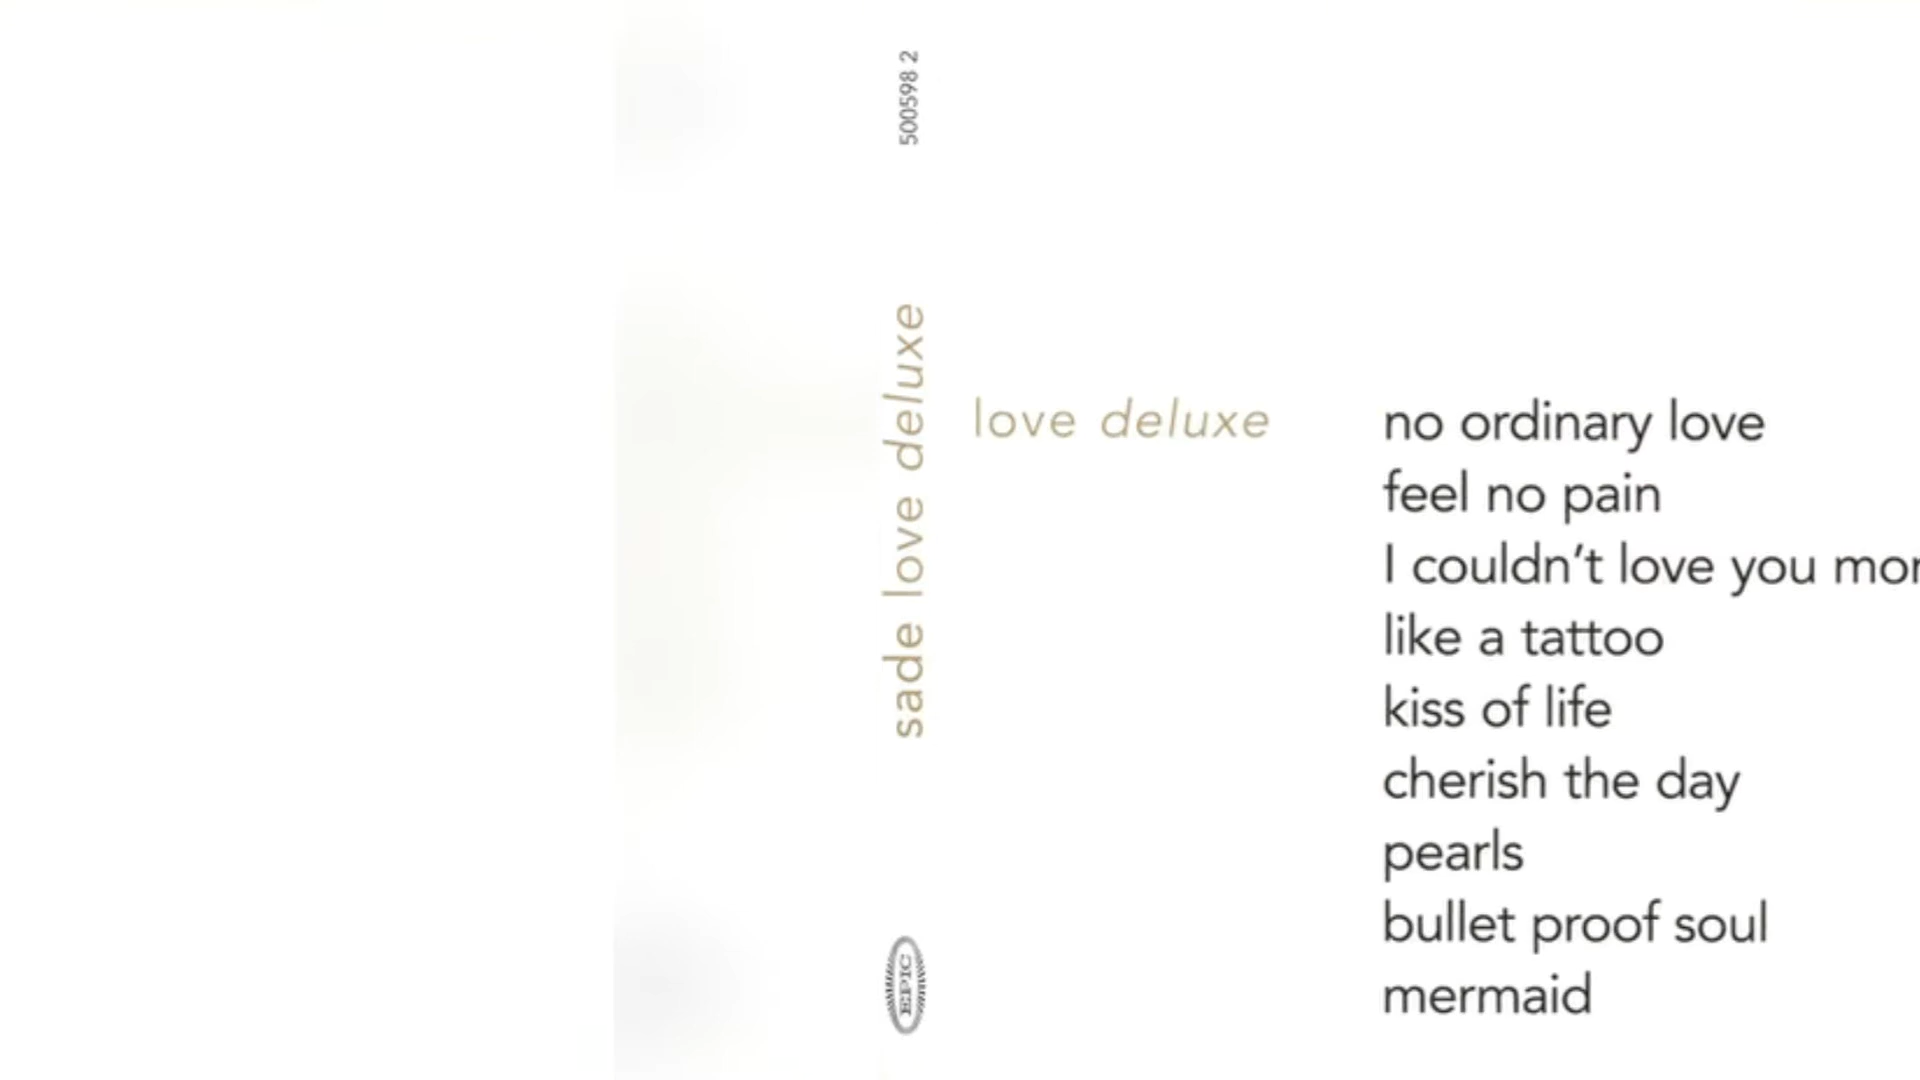 500598 2
sade love deluxe
EPIC
love deluxe
no ordinary love
feel no pain
I couldn't love you mor
like a tattoo
kiss of life
cherish the day
pearls
bullet proof soul
mermaid